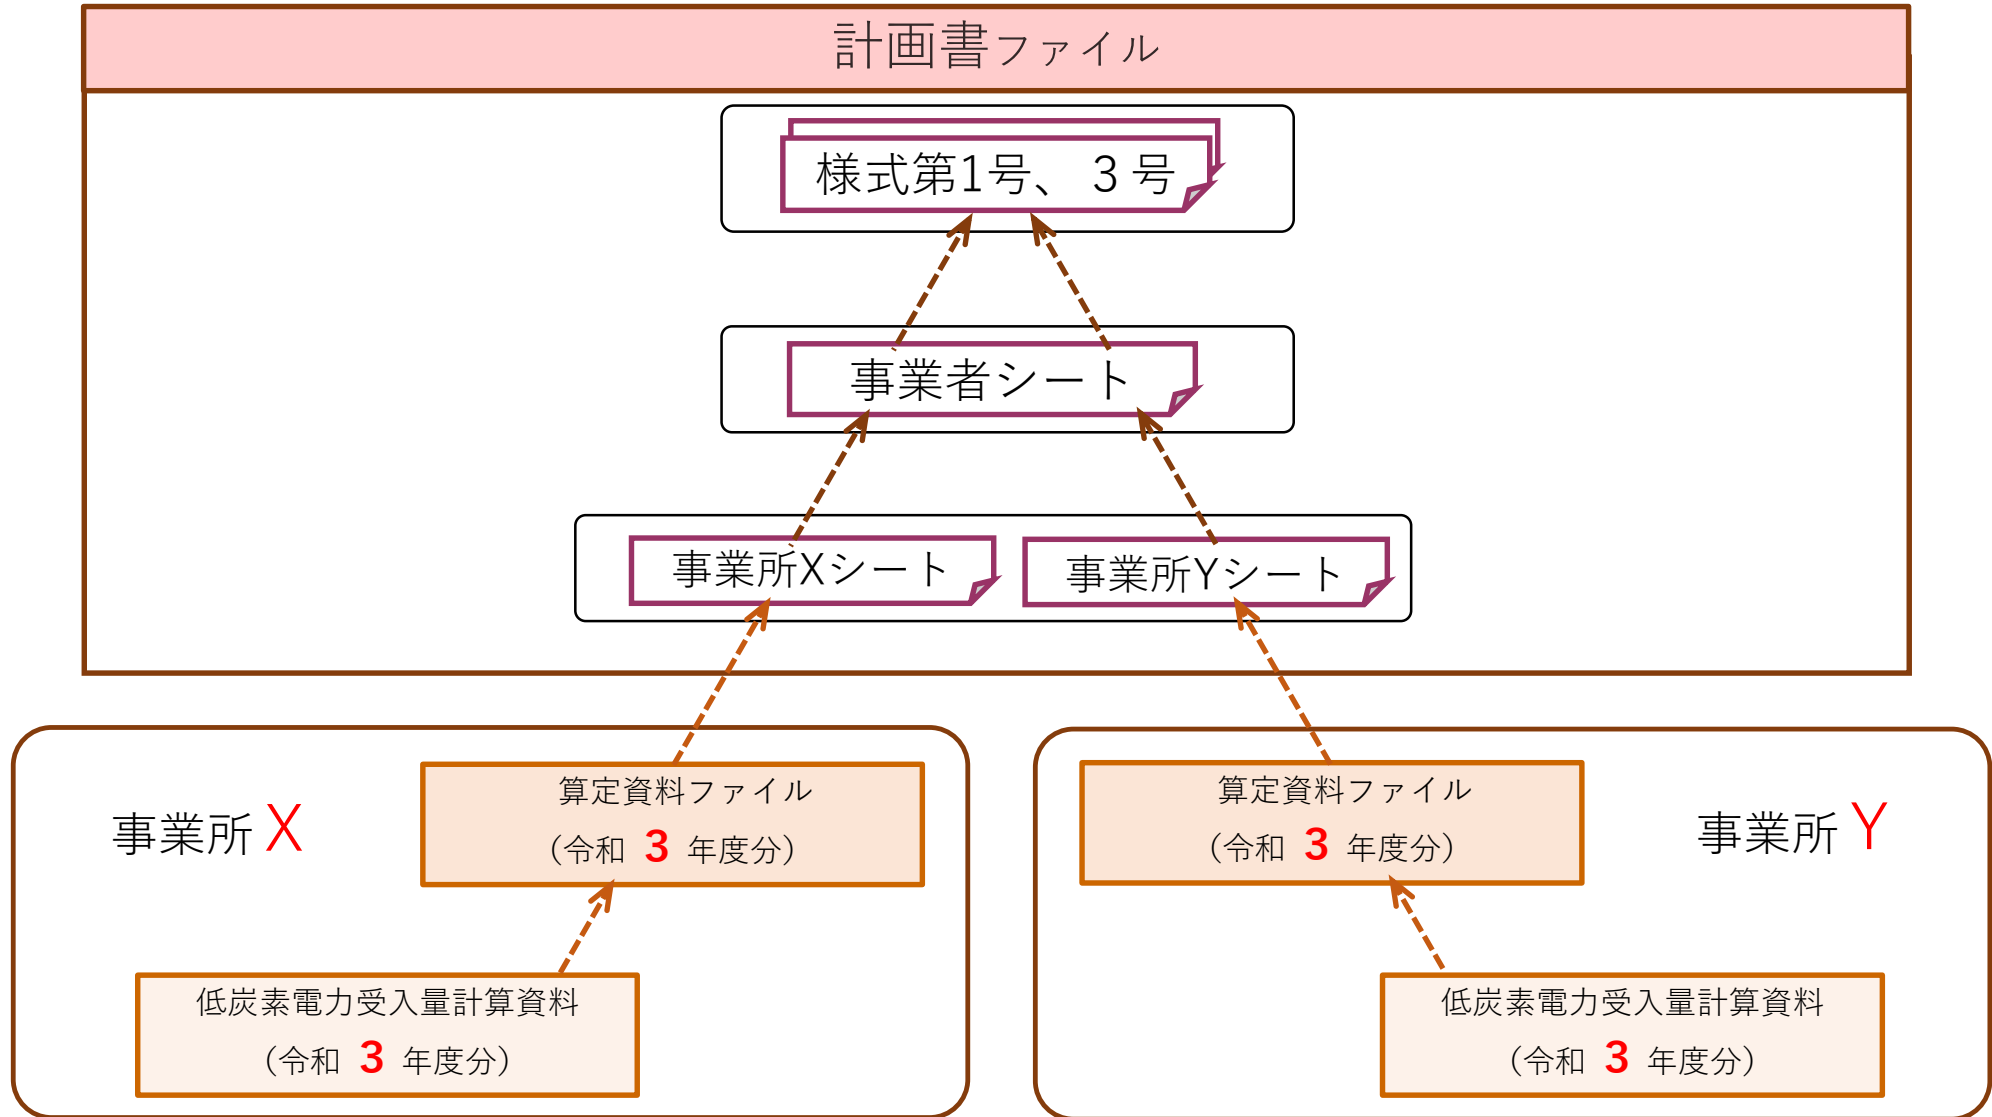 計画書ファイル
様式第1号、３号
事業者シート
事業所Xシート
事業所Yシート
事業所 X
算定資料ファイル
（令和 3 年度分）
低炭素電力受入量計算資料
（令和 3 年度分）
算定資料ファイル
（令和 3 年度分）
事業所 Y
低炭素電力受入量計算資料
（令和 3 年度分）